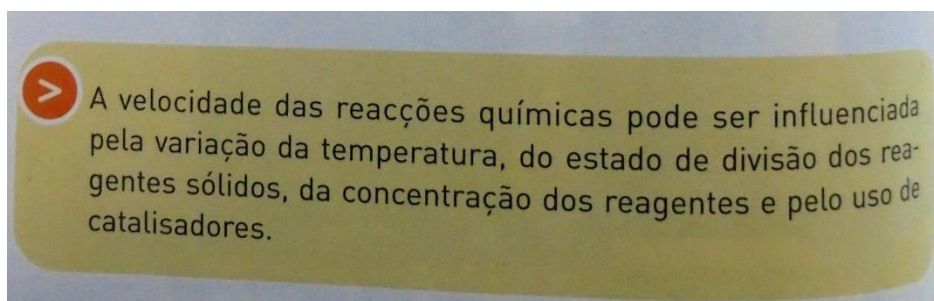 A velocidade das reacções químicas pode ser influenciada
pela variação da temperatura, do estado de divisão dos rea-
gentes sólidos, da concentração dos reagentes e pelo uso de
catalisadores.